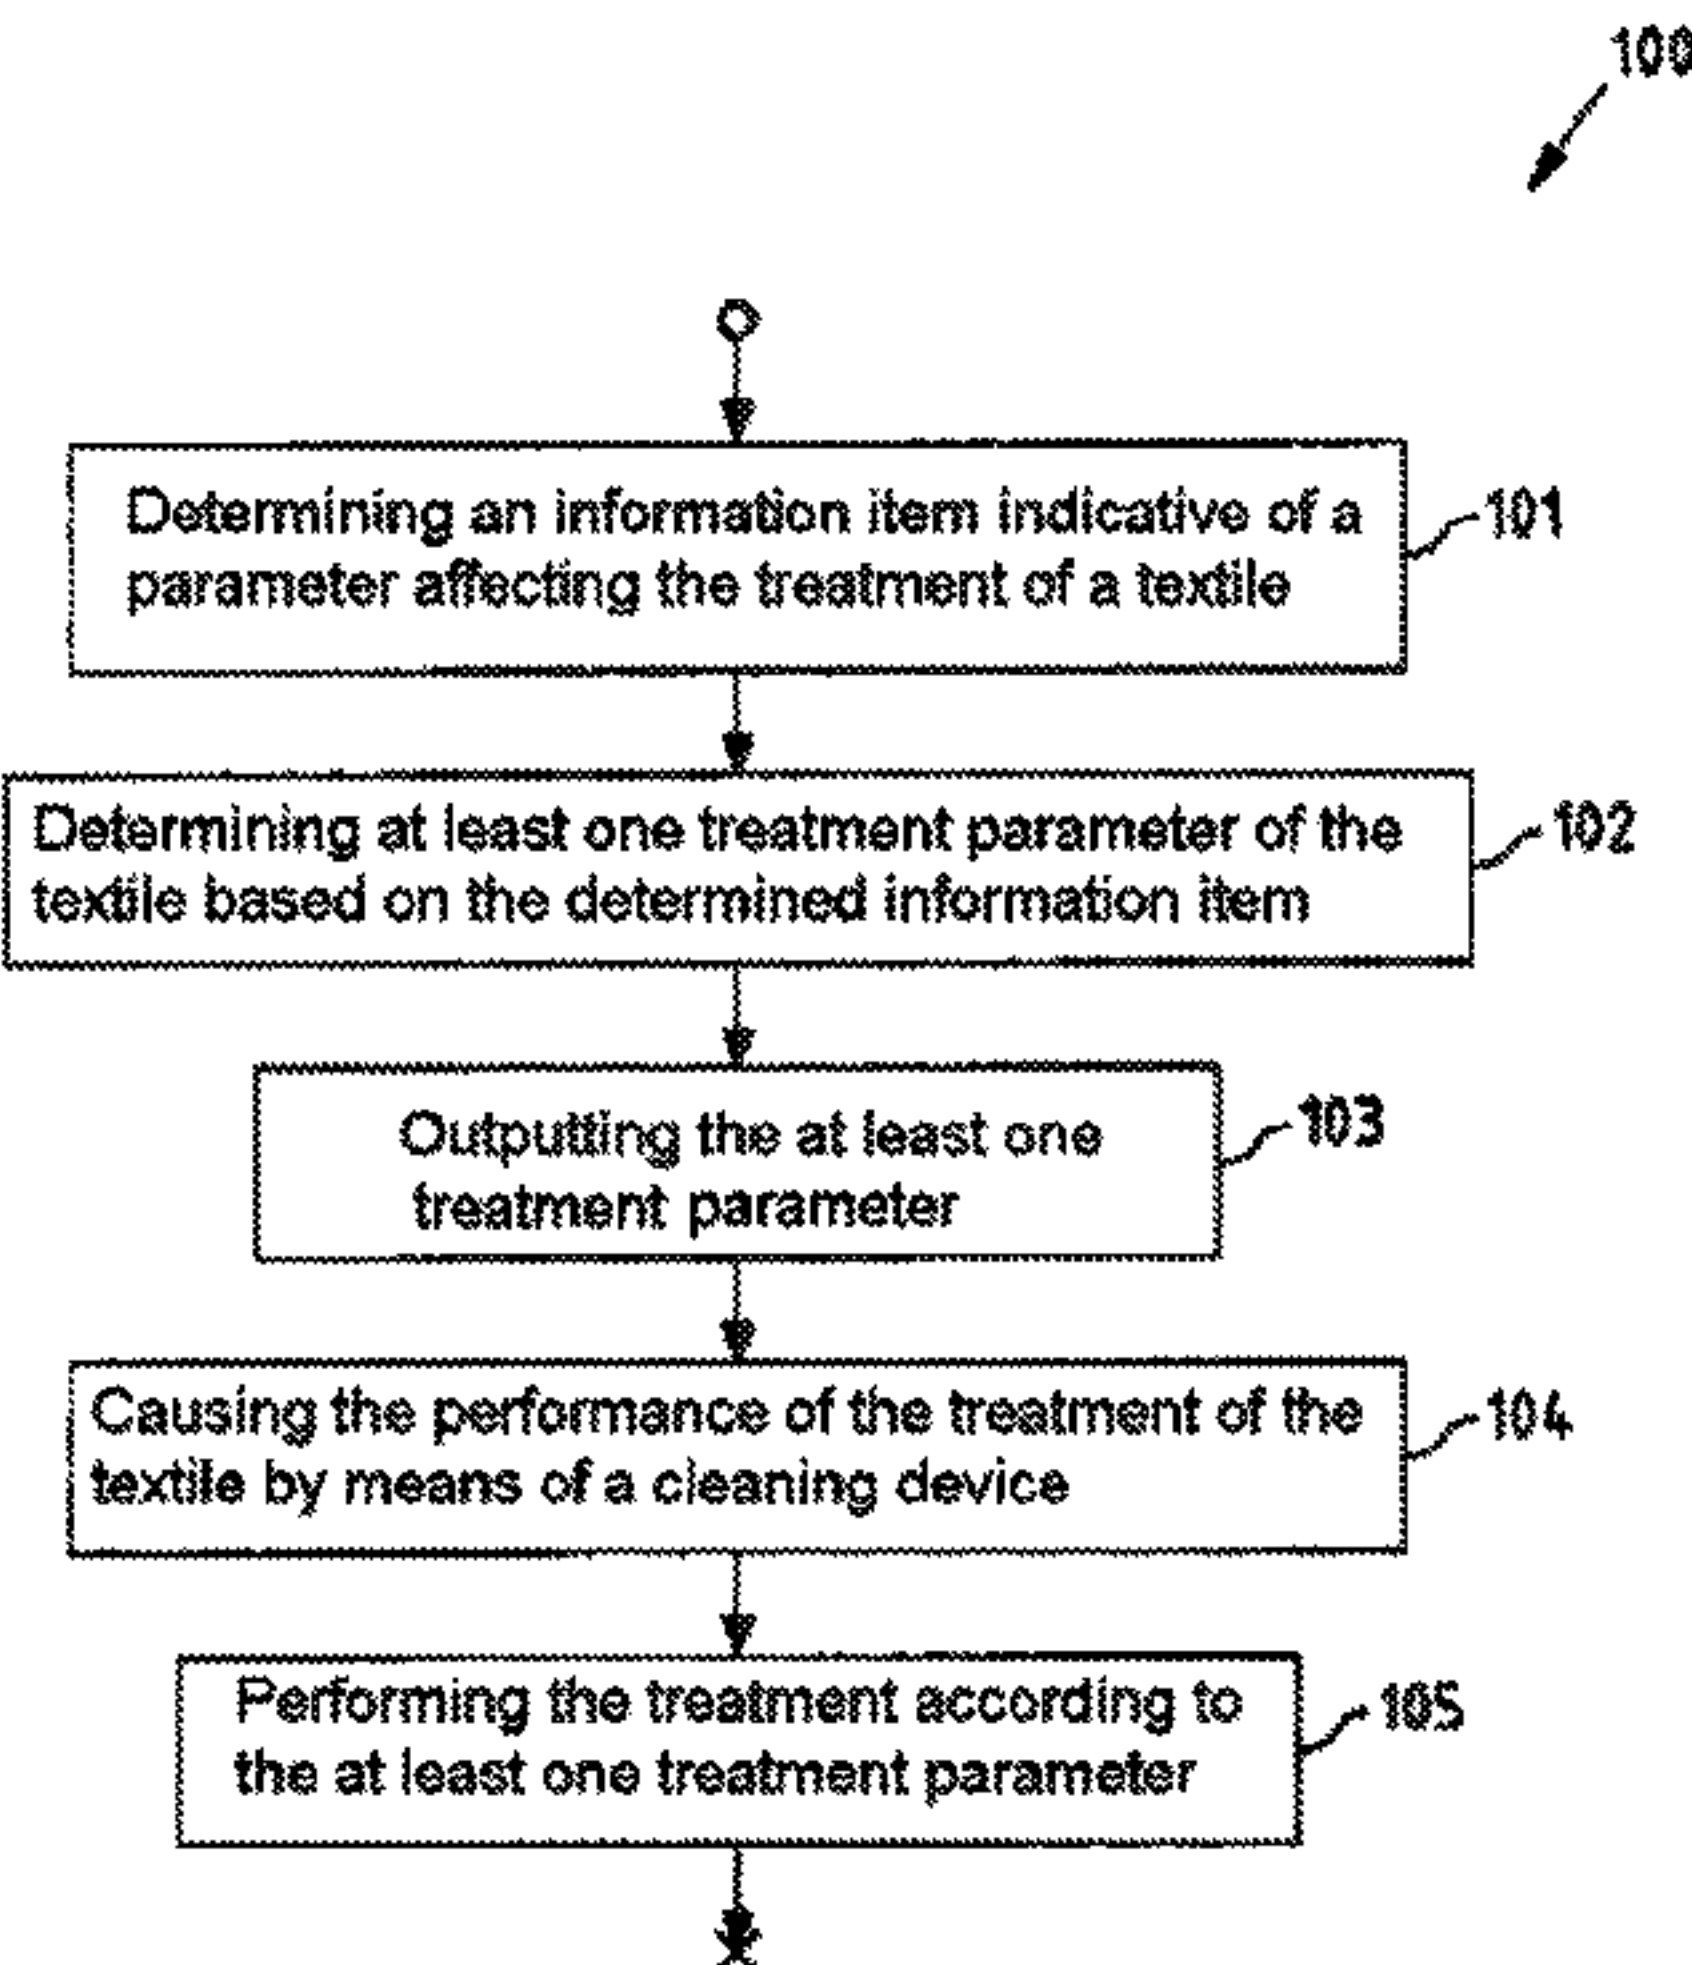 100
Determining an information item indicative of a
parameter affecting the treatment of a textile
101
Determining at least one treatment parameter of the
textile based on the determined information item
102
Outputting the at least one
treatment parameter
103
Causing the performance of the treatment of the
textile by means of a cleaning device
104
Performing the treatment according to
the at least one treatment parameter
105